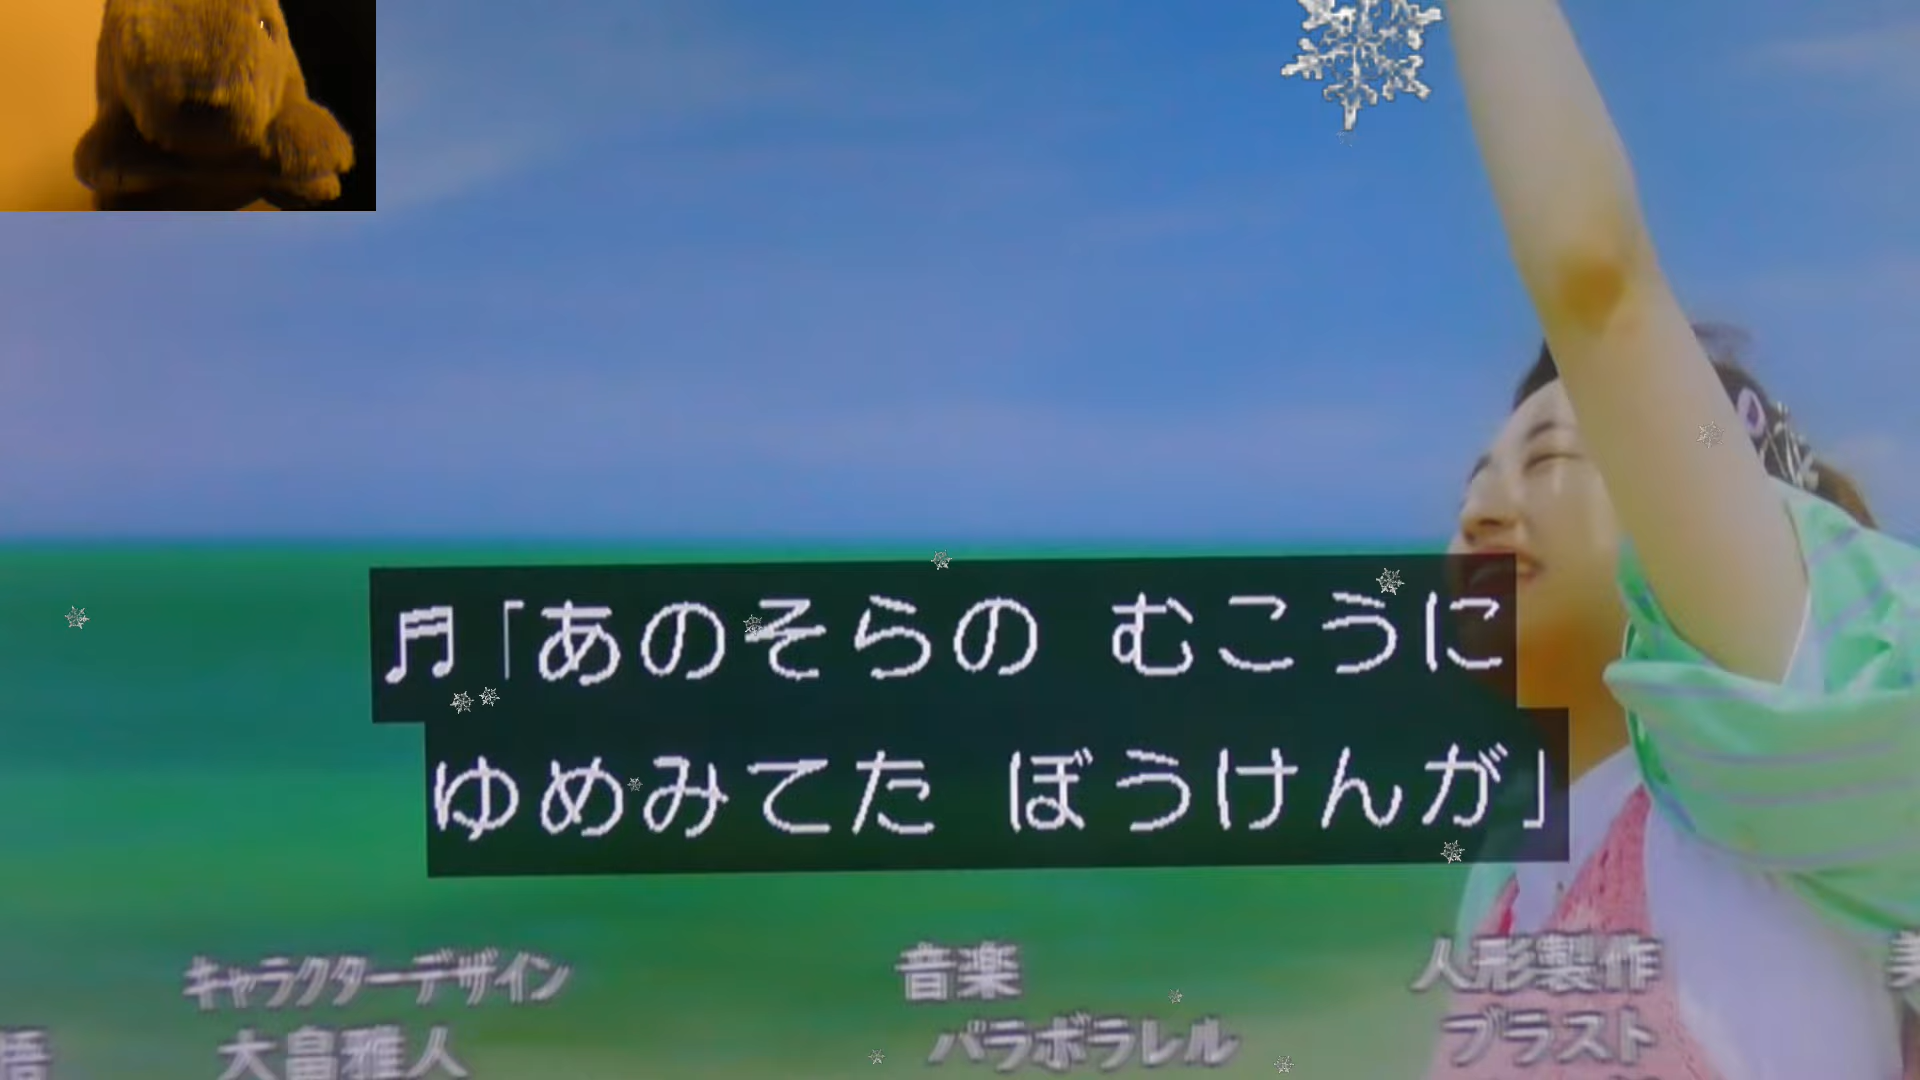 ♬「あのそらの むこうに
ゆめみてた ぼうけんが」
キャラクターデザイン
大畠雅人
音楽
パラボラレル
人形製作
ブラスト